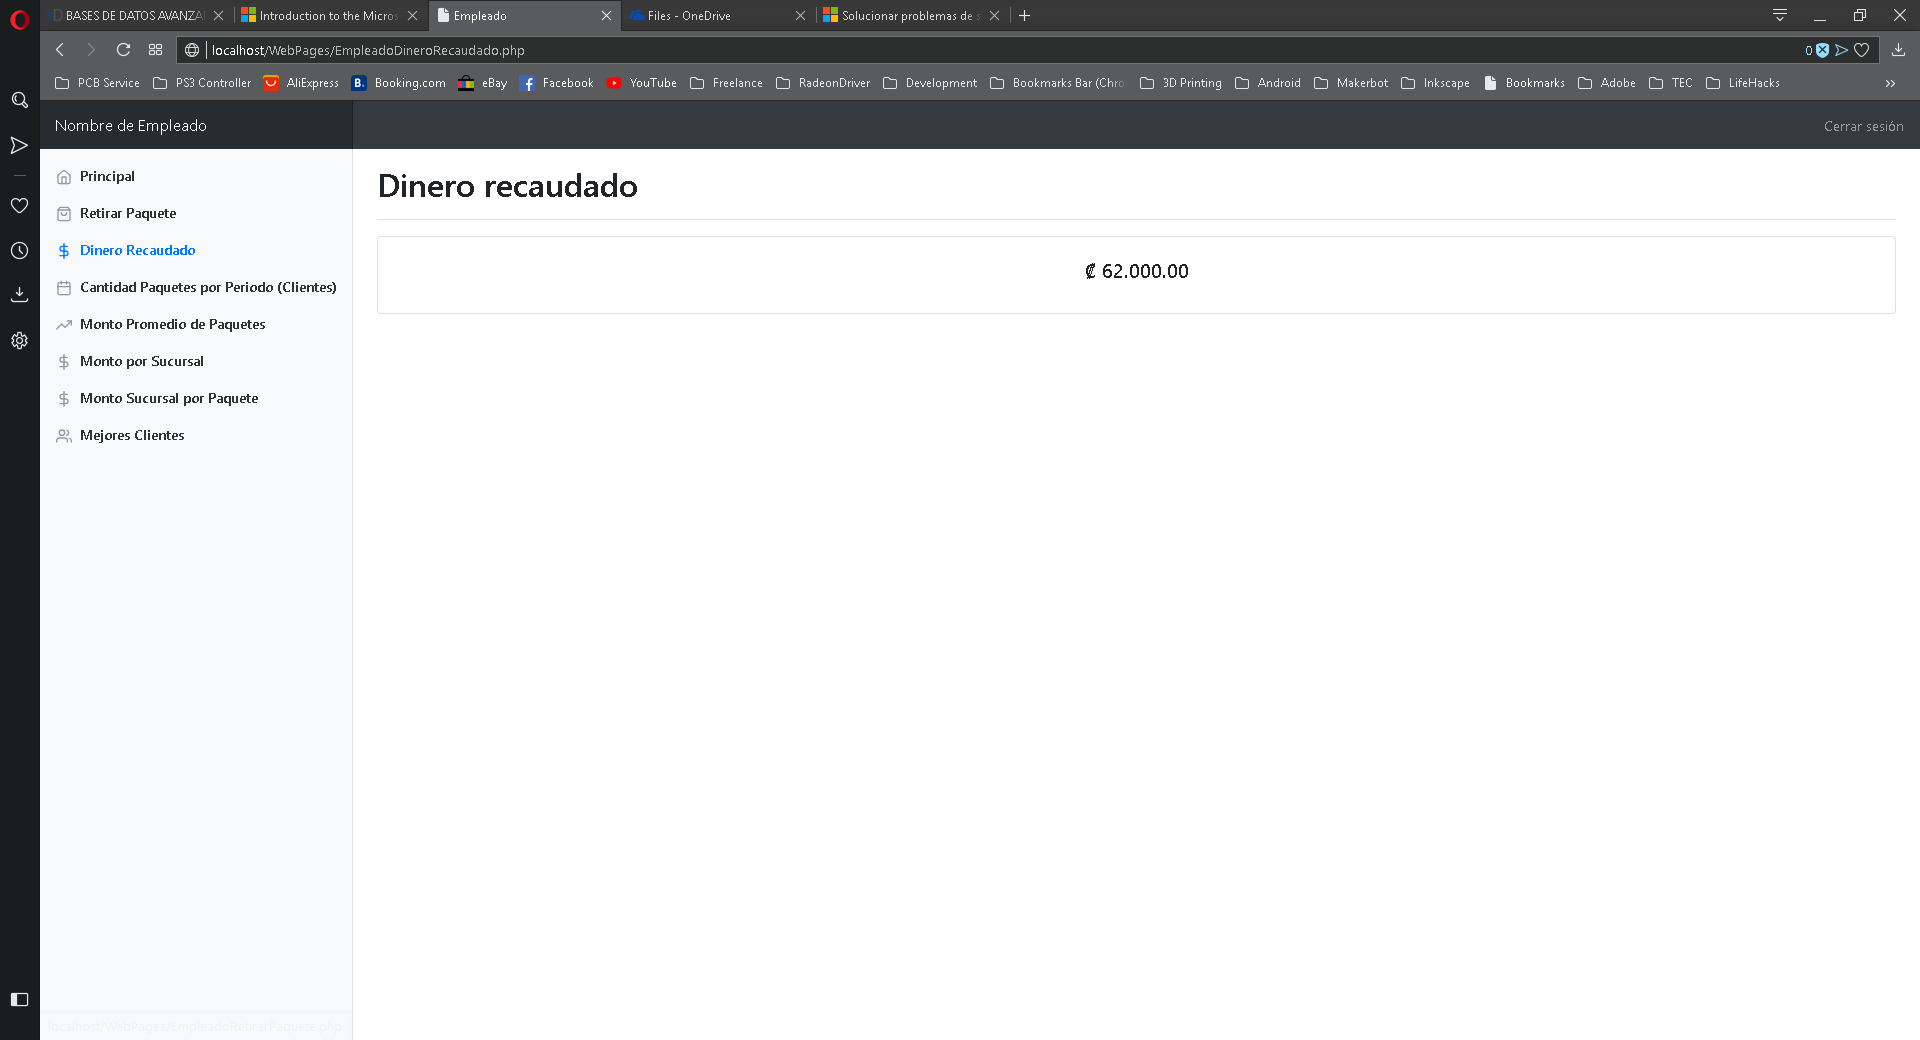 BASES DE DATOS AVANZA
Introduction to the Micros
Empleado
Files - OneDrive
Solucionar problemas de s
localhost/WebPages/EmpleadoDineroRecaudado.php
0
PCB Service
PS3 Controller
AliExpress
B.
Booking.com
eBay
Facebook
YouTube
Freelance
RadeonDriver
Development
Bookmarks Bar (Chro
3D Printing
Android
Makerbot
Inkscape
Bookmarks
Adobe
TEC
LifeHacks
Nombre de Empleado
Cerrar sesión
Principal
Retirar Paquete
Dinero Recaudado
Cantidad Paquetes por Periodo (Clientes)
Monto Promedio de Paquetes
Monto por Sucursal
Monto Sucursal por Paquete
Mejores Clientes
Dinero recaudado
₡ 62.000.00
localhost/WebPages/EmpleadoRetirarPaquete.php